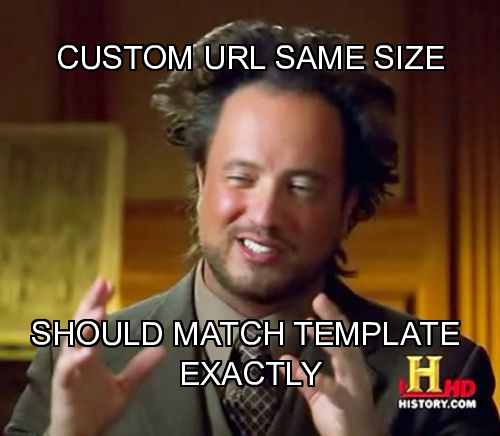 CUSTOM URL SAME SIZE
SHOULD MATCH TEMPLATE
EXACTLY
H HD
HISTORY.COM